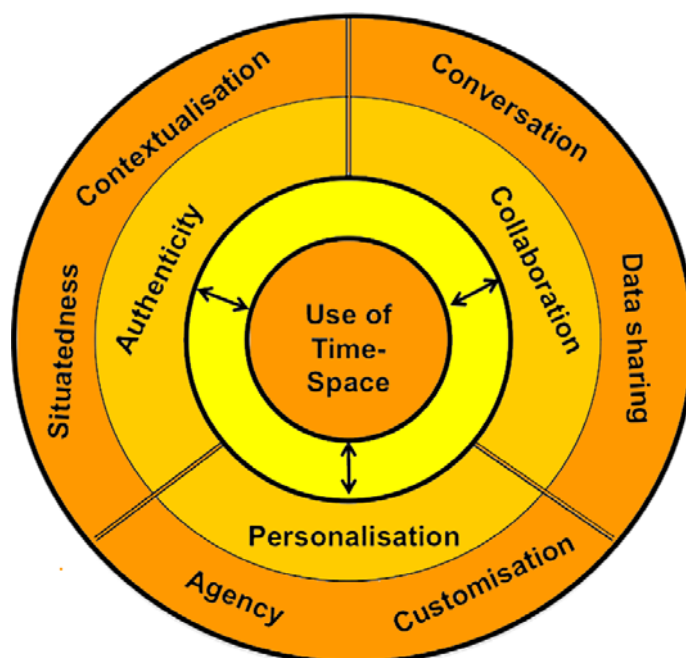 Contextualisation
Conversation
Authenticity
Collaboration
Situatedness
Data sharing
Use of
Time-
Space
Personalisation
Agency
Customisation